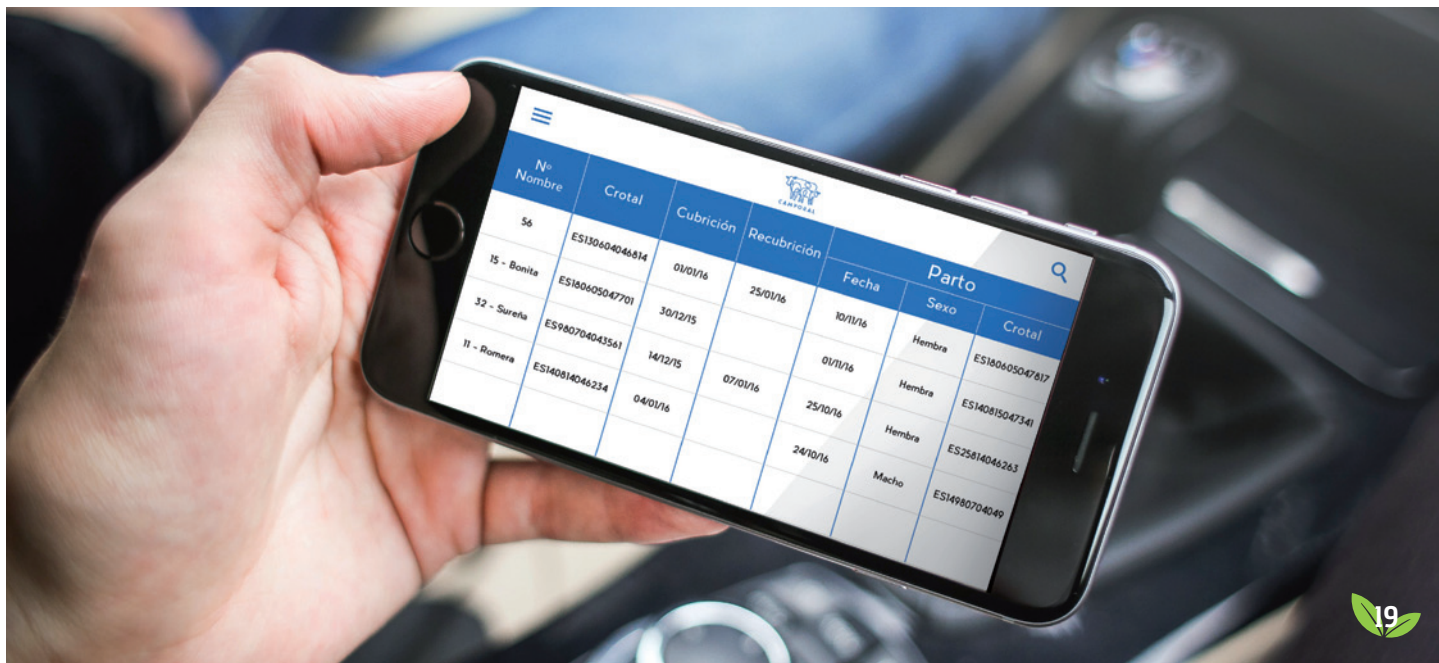 CAMPORAL
Nº Nombre Crotal Cubrición Recubrición Parto
Fecha Sexo Crotal
56 ES130604046814 01/01/16 25/01/16 10/11/16 Hembra ES180605047817
15 - Bonita ES180605047701 30/12/15 01/11/16 Hembra ES140815047341
32 - Sureña ES980704043561 14/12/15 07/01/16 25/10/16 Hembra ES25814046263
11 - Romera ES140814046234 04/01/16 24/10/16 Macho ES14980704049
19